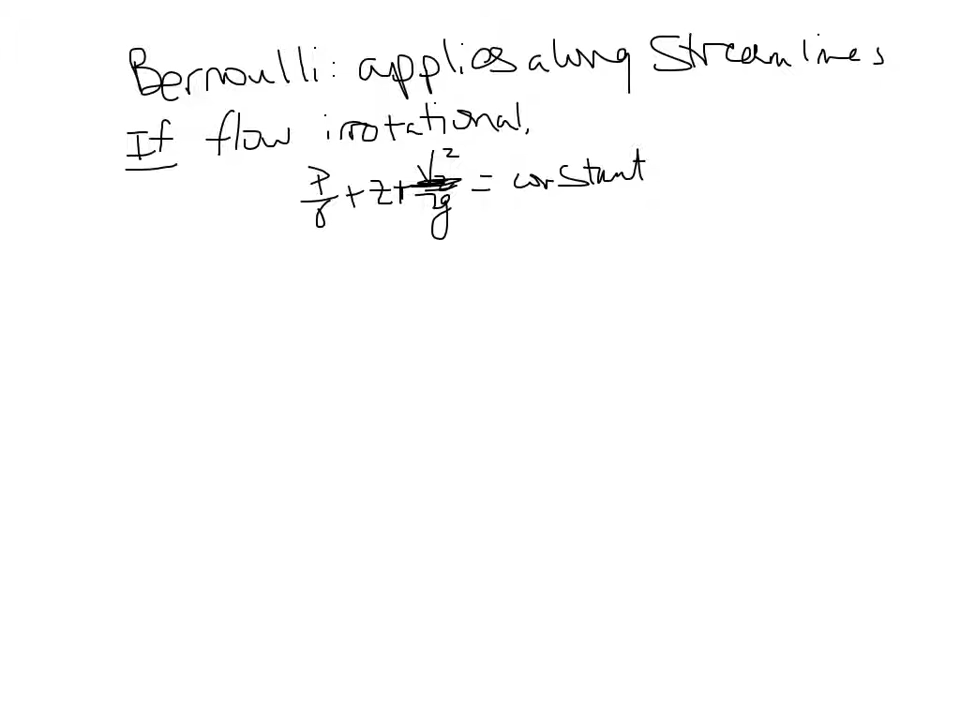 Bernoulli: applies along Streamlines
If flow irrotational,
P/γ + z + V²/2g = constant